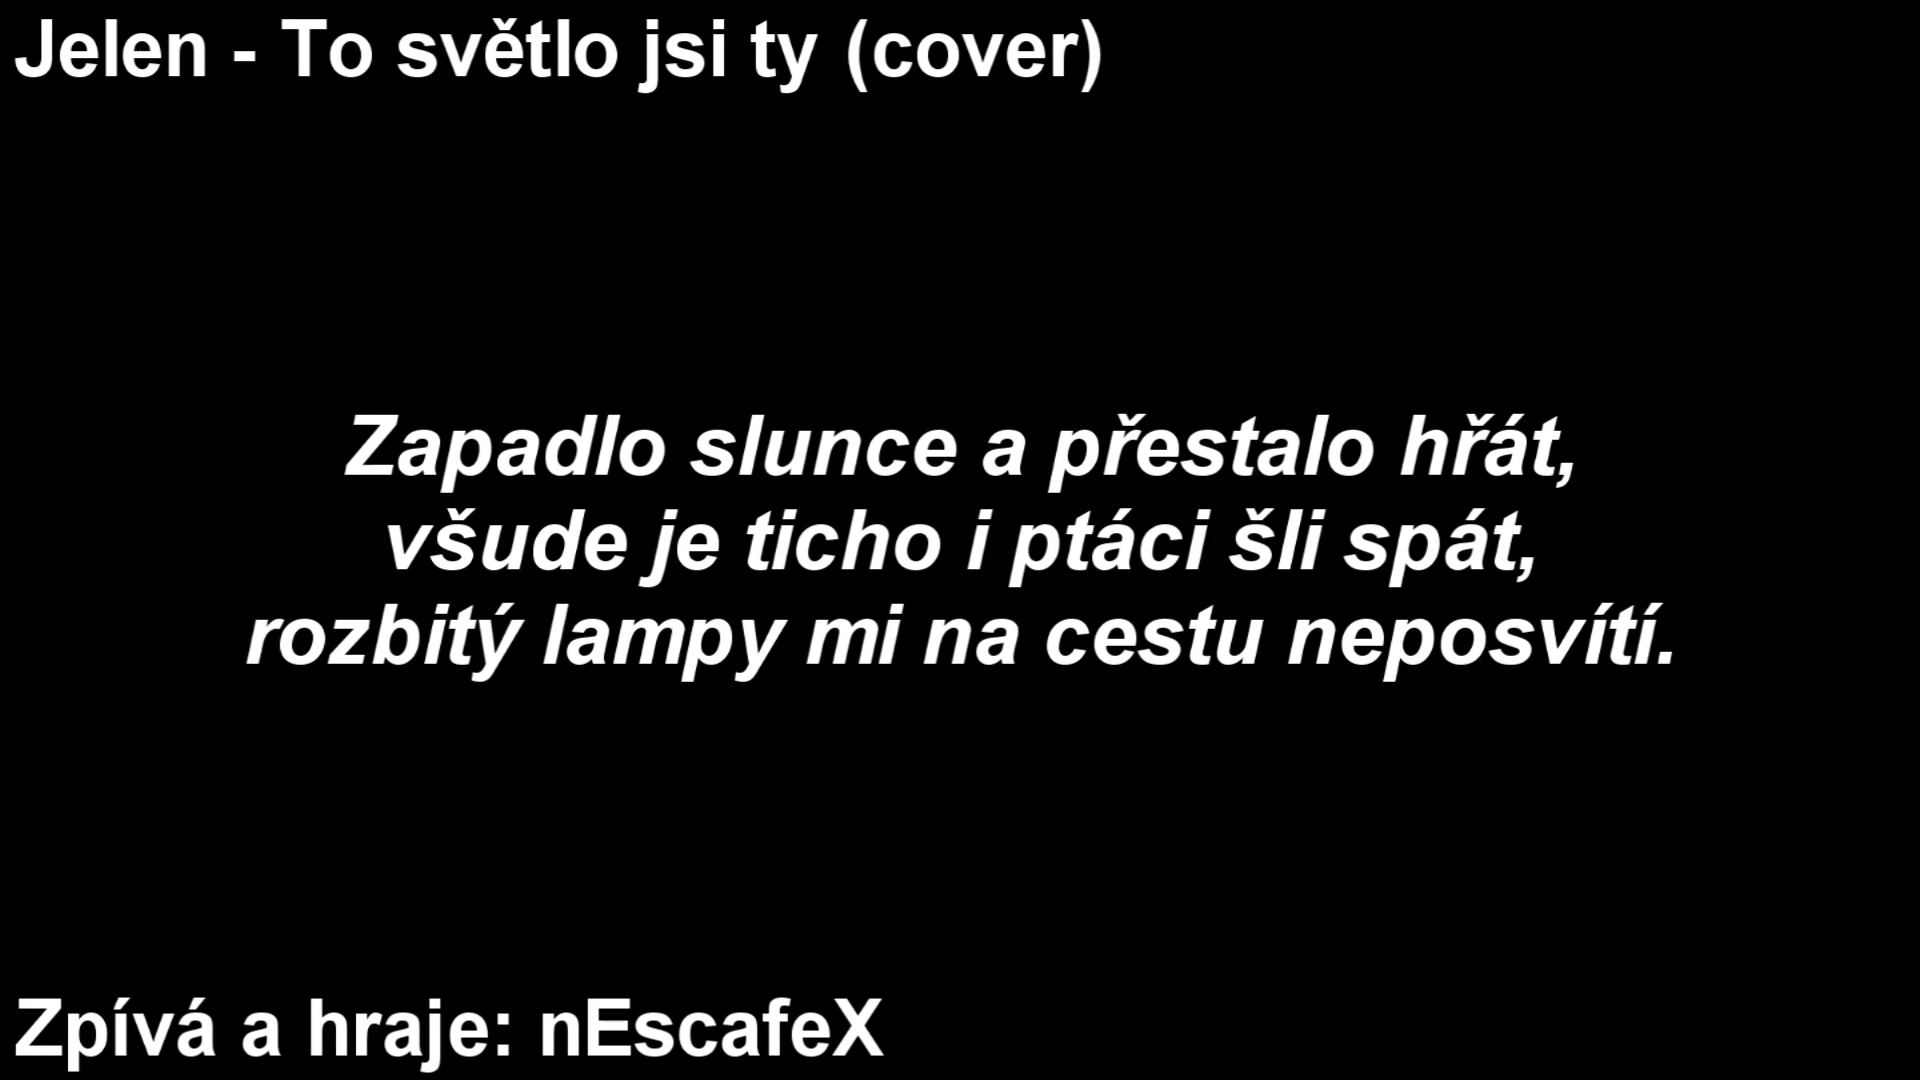 Jelen - To světlo jsi ty (cover)
Zapadlo slunce a přestalo hřát,
všude je ticho i ptáci šli spát,
rozbitý lampy mi na cestu neposvítí.
Zpívá a hraje: nEscafeX